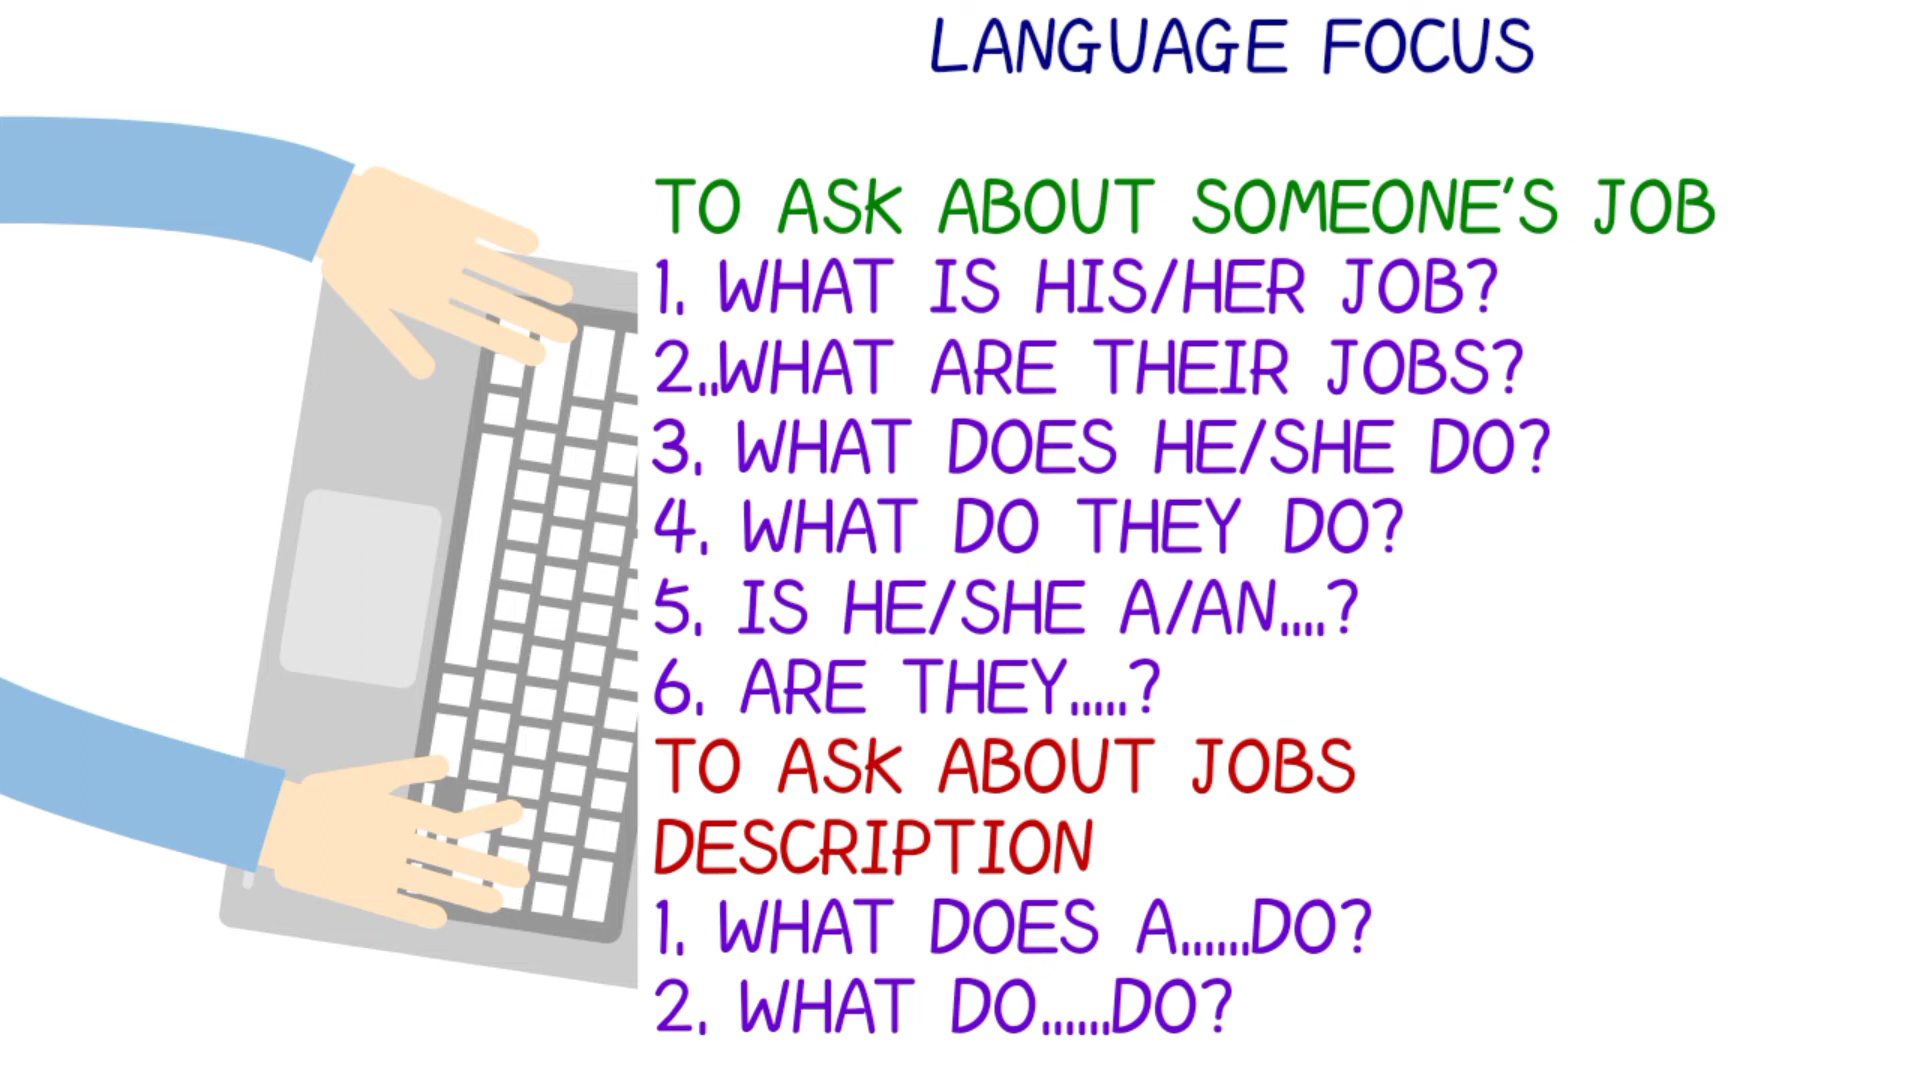 LANGUAGE FOCUS
TO ASK ABOUT SOMEONE'S JOB
1. WHAT IS HIS/HER JOB?
2..WHAT ARE THEIR JOBS?
3. WHAT DOES HE/SHE DO?
4. WHAT DO THEY DO?
5. IS HE/SHE A/AN....?
6. ARE THEY.....?
TO ASK ABOUT JOBS
DESCRIPTION
1. WHAT DOES A......DO?
2. WHAT DO......DO?